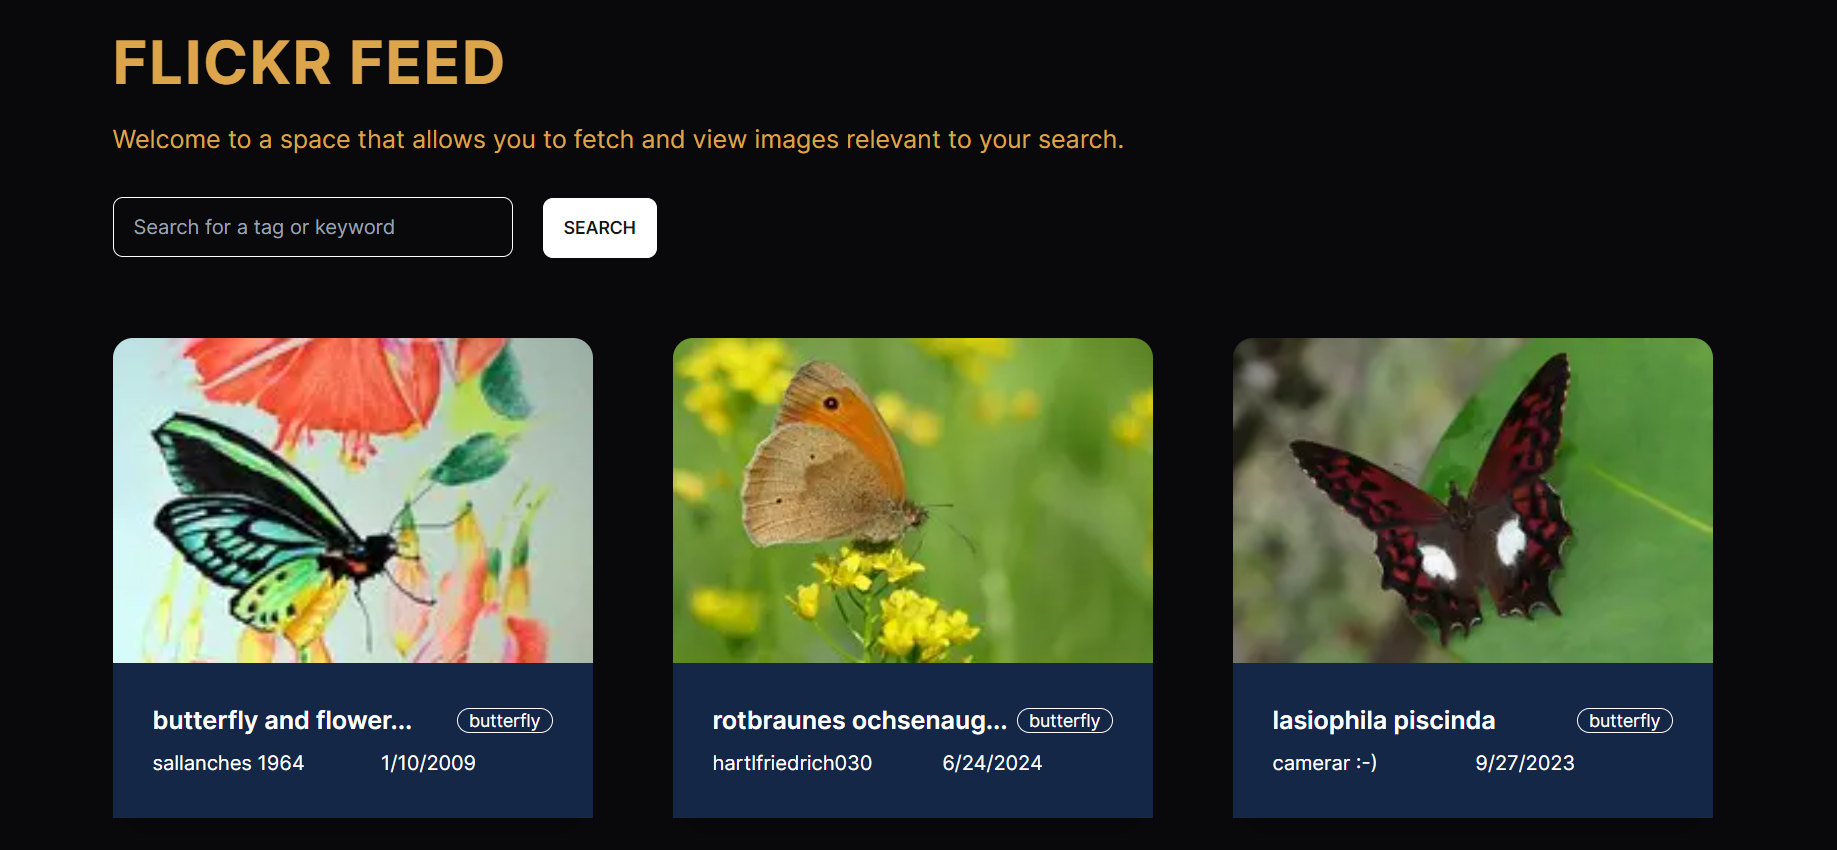 FLICKR FEED
Welcome to a space that allows you to fetch and view images relevant to your search.
Search for a tag or keyword
SEARCH
butterfly and flower...
butterfly
sallanches 1964
1/10/2009
rotbraunes ochsenaug...
butterfly
hartlfriedrich030
6/24/2024
lasiophila piscinda
butterfly
camerar :-)
9/27/2023